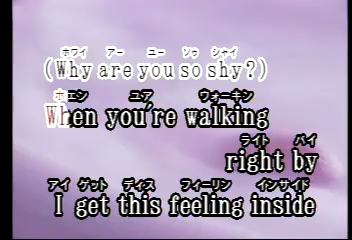 ホワイ アー ユー ソゥ シャイ
(Why are you so shy?)
ホエン ユア ウォーキン
When you're walking
ライト バイ
right by
アイ ゲット ディス フィーリン インサイド
I get this feeling inside